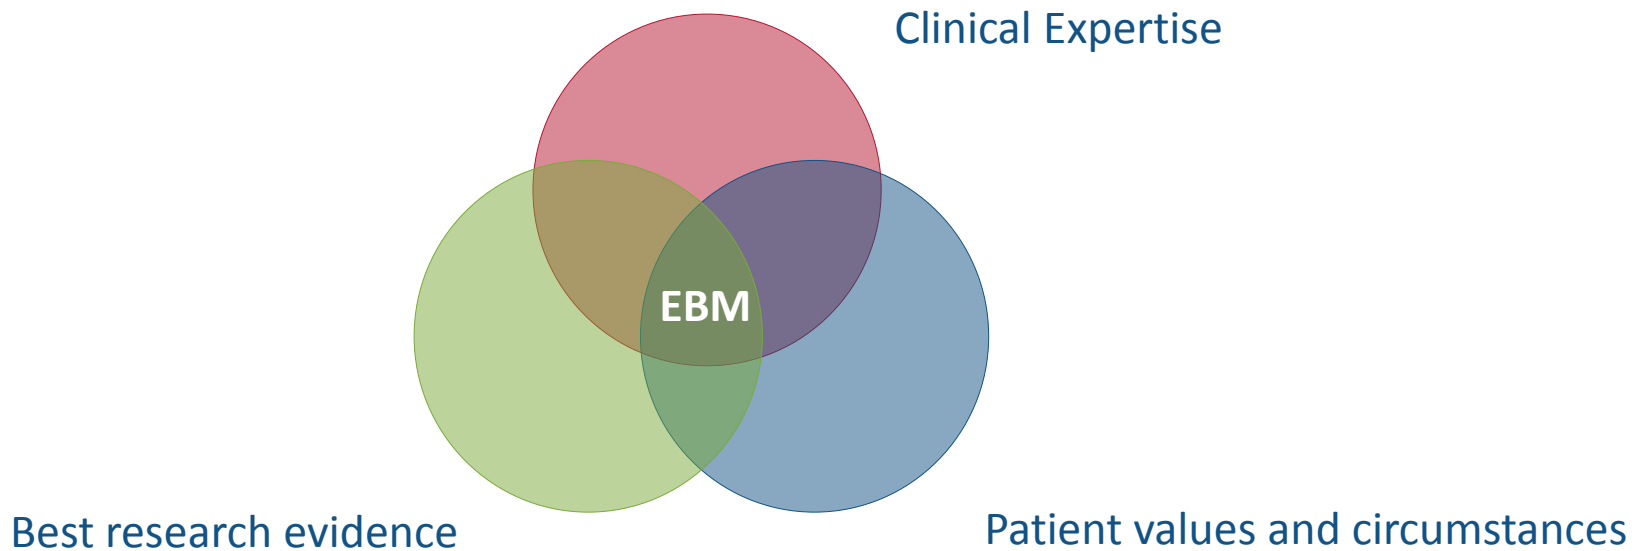 Clinical Expertise
EBM
Best research evidence
Patient values and circumstances